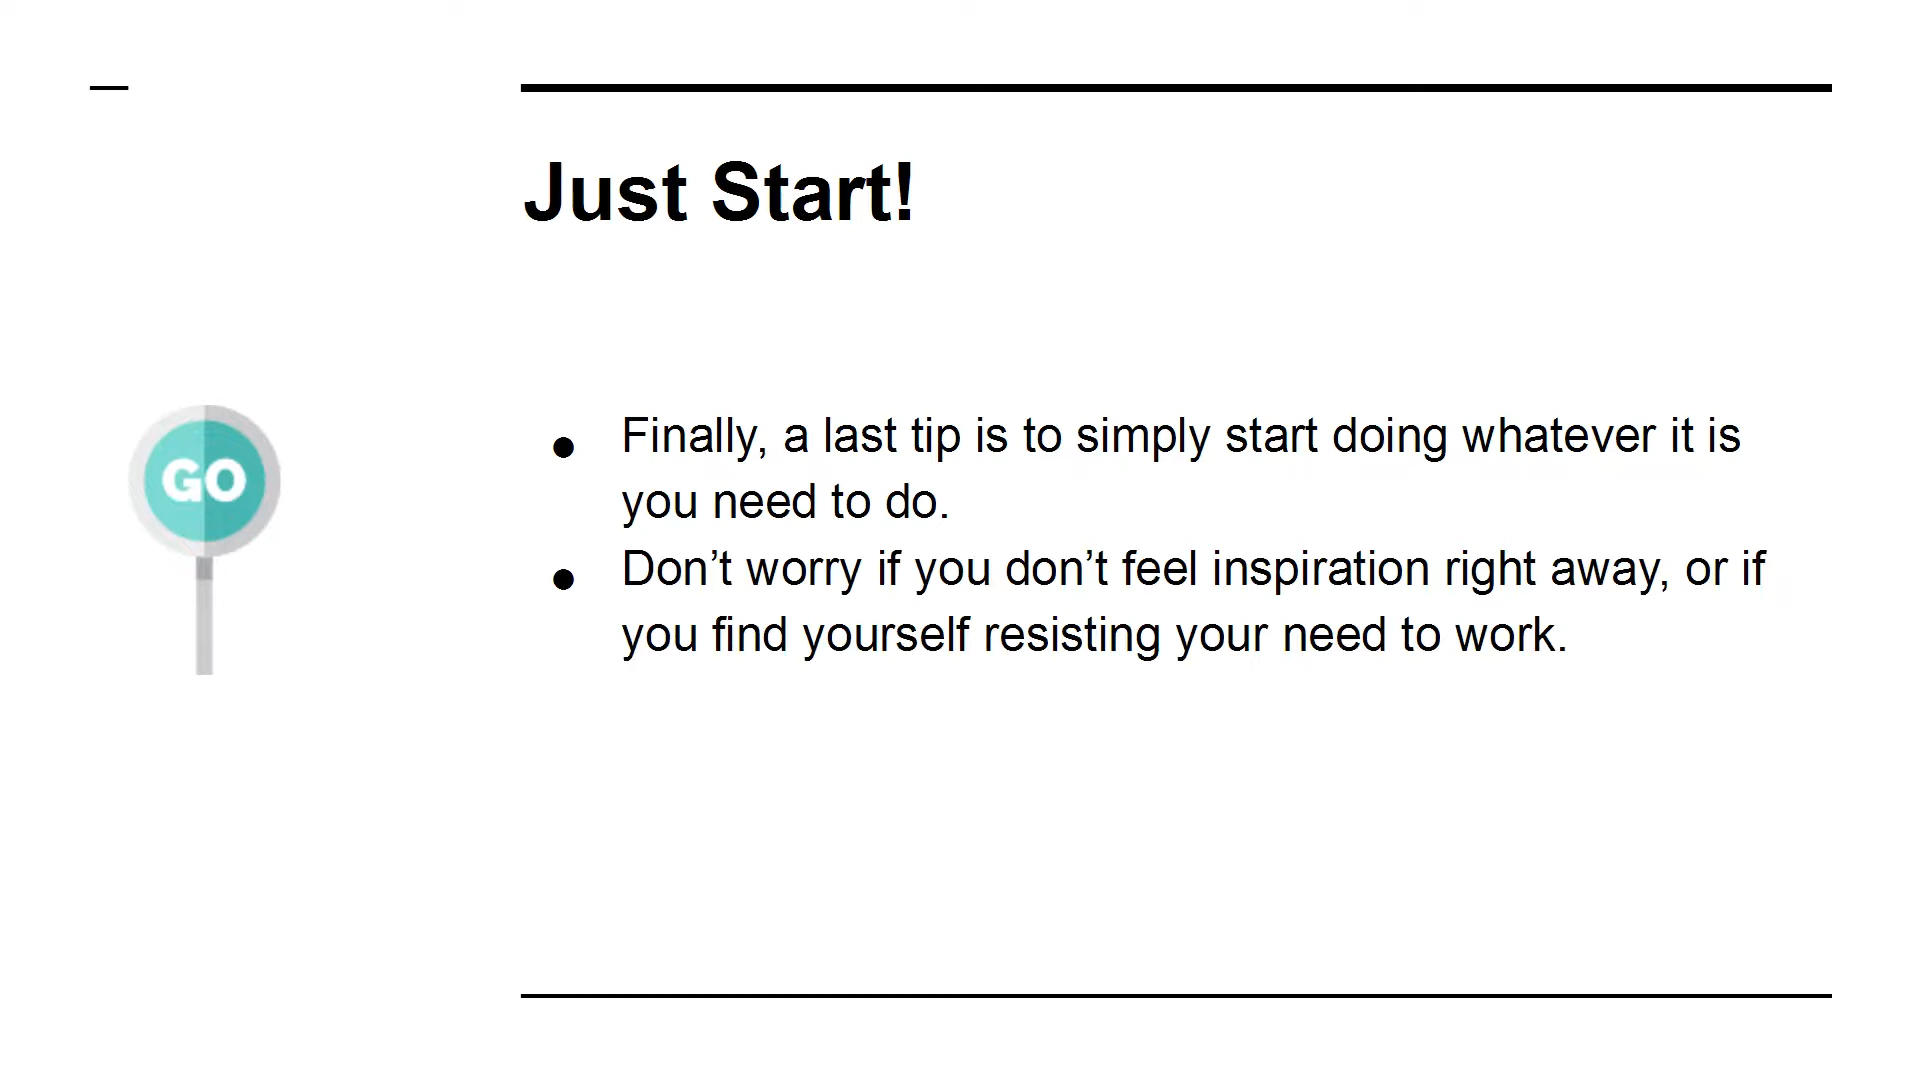 Just Start!
GO
● Finally, a last tip is to simply start doing whatever it is
you need to do.
● Don’t worry if you don’t feel inspiration right away, or if
you find yourself resisting your need to work.